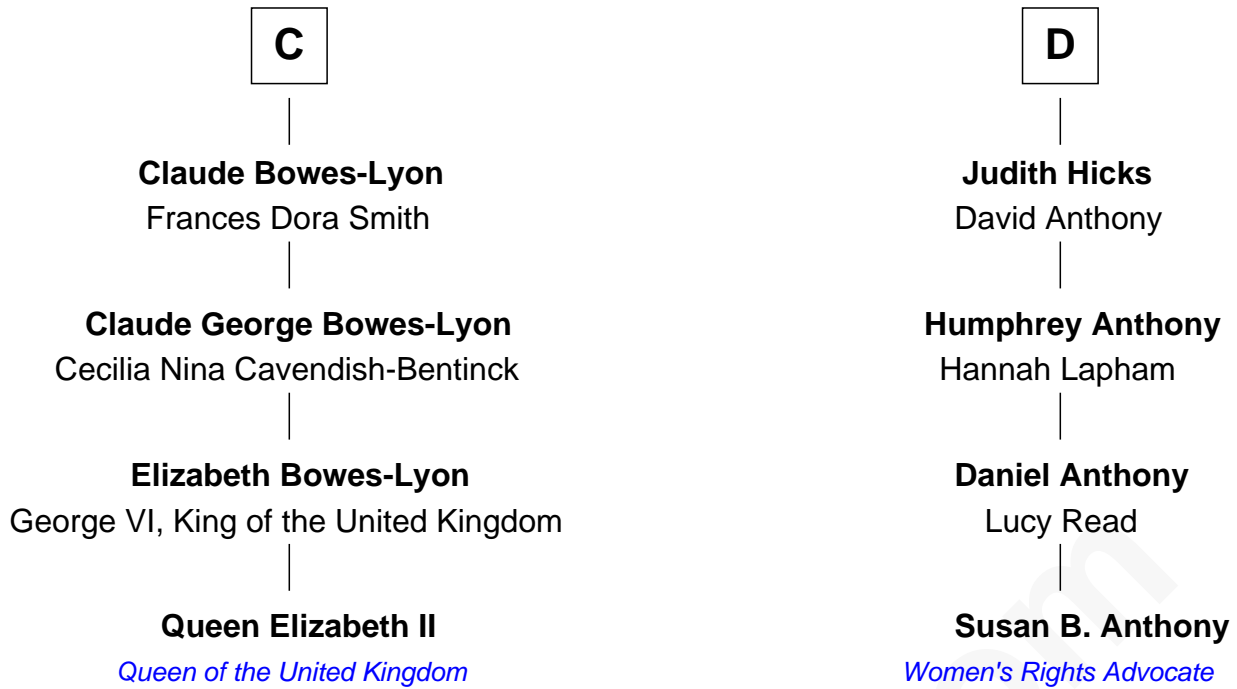 C
Claude Bowes-Lyon
Frances Dora Smith
Claude George Bowes-Lyon
Cecilia Nina Cavendish-Bentinck
Elizabeth Bowes-Lyon
George VI, King of the United Kingdom
Queen Elizabeth II
Queen of the United Kingdom
D
Judith Hicks
David Anthony
Humphrey Anthony
Hannah Lapham
Daniel Anthony
Lucy Read
Susan B. Anthony
Women's Rights Advocate